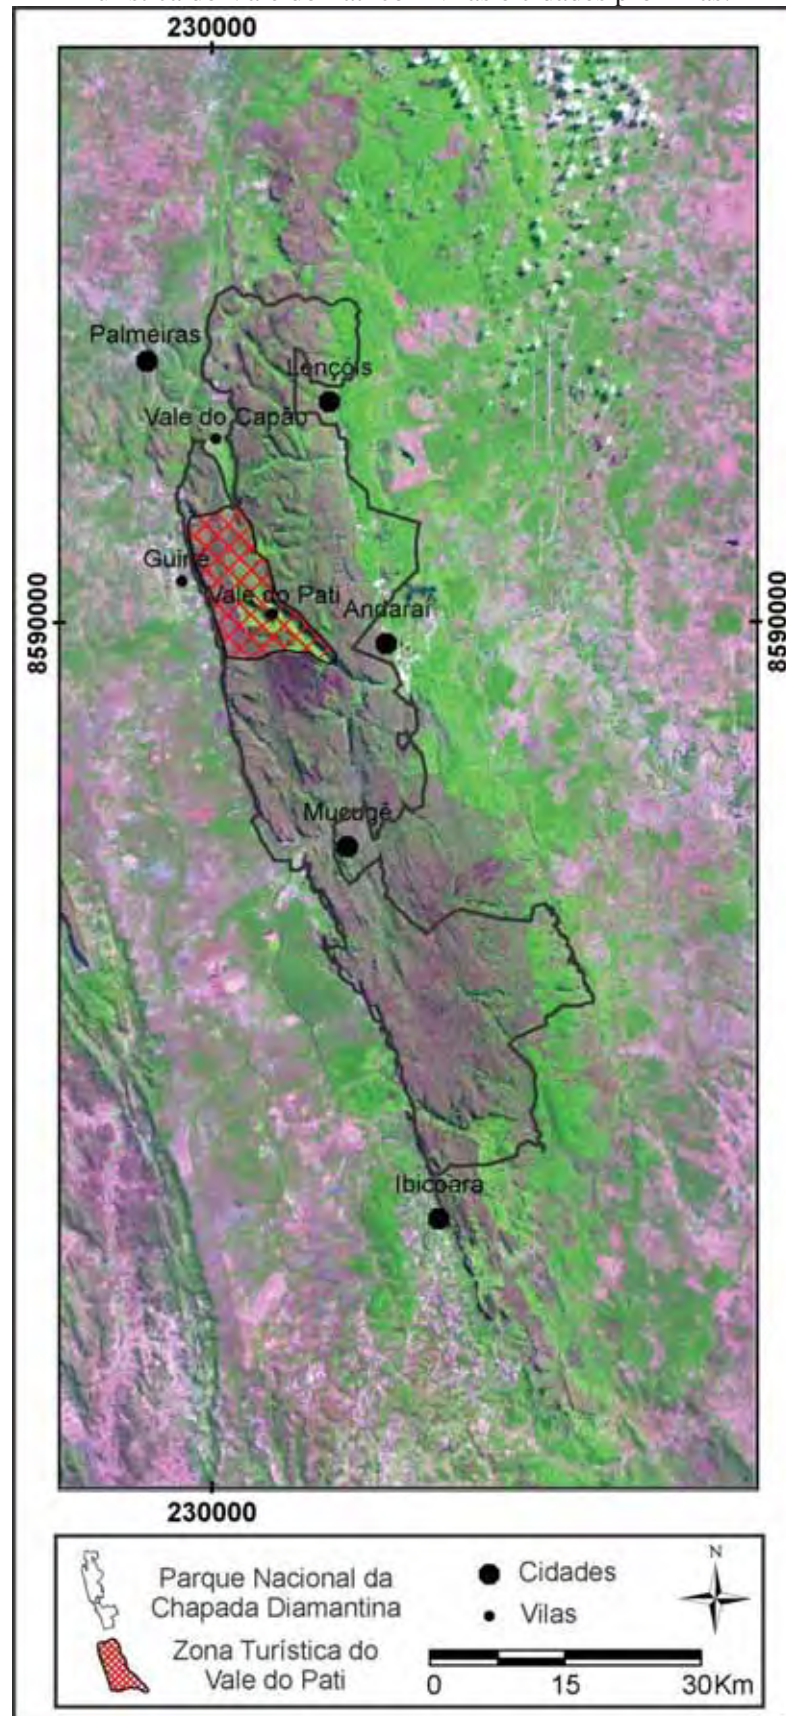 230000
Palmeiras
Lençóis
Vale do Capão
Guiné
Vale do Pati
Andaraí
8590000
8590000
Mucugê
Ibicoara
230000
Parque Nacional da
Chapada Diamantina
Zona Turística do
Vale do Pati
Cidades
Vilas
N
0 15 30Km